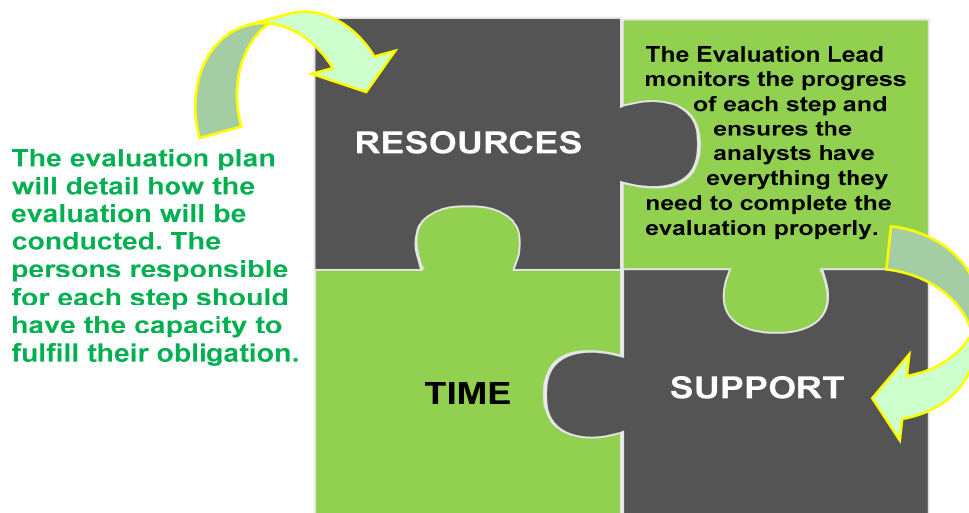 The evaluation plan
will detail how the
evaluation will be
conducted. The
persons responsible
for each step should
have the capacity to
fulfill their obligation.
RESOURCES
The Evaluation Lead
monitors the progress
of each step and
ensures the
analysts have
everything they
need to complete the
evaluation properly.
TIME
SUPPORT